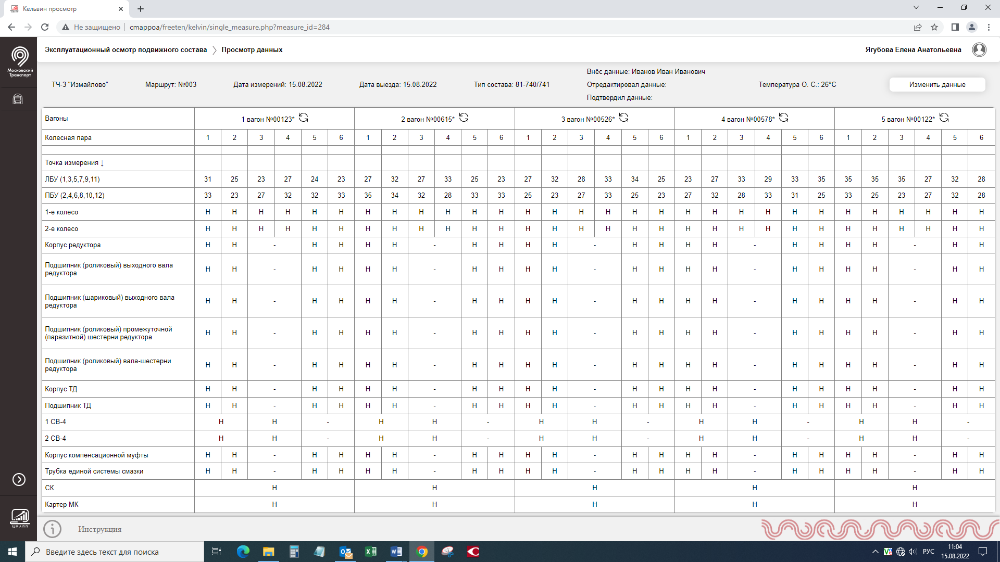 Кельвин просмотр
Не защищено cmappoa/freeten/kelvin/single_measure.php?measure_id=284
Московский
Транспорт
Эксплуатационный осмотр подвижного состава Просмотр данных Ягубова Елена Анатольевна
Внёс данные: Иванов Иван Иванович
ТЧ-3 "Измайлово" Маршрут: №003 Дата измерений: 15.08.2022 Дата выезда: 15.08.2022 Тип состава: 81-740/741 Отредактировал данные: Температура О. С.: 26°C Изменить данные
Подтвердил данные:
Вагоны 1 вагон №00123* 2 вагон №00615* 3 вагон №00526* 4 вагон №00578* 5 вагон №00122*
Колесная пара 1 2 3 4 5 6 1 2 3 4 5 6 1 2 3 4 5 6 1 2 3 4 5 6 1 2 3 4 5 6
Точка измерения ↓
ЛБУ (1,3,5,7,9,11) 31 25 23 27 24 23 27 32 27 33 25 23 27 32 28 33 34 25 23 27 33 29 33 35 35 35 35 27 32 28
ПБУ (2,4,6,8,10,12) 33 23 27 32 32 33 35 34 32 28 33 33 25 23 27 33 25 23 27 32 28 33 31 25 33 25 23 27 32 28
1-е колесо Н Н Н Н Н Н Н Н Н Н Н Н Н Н Н Н Н Н Н Н Н Н Н Н Н Н Н Н Н Н
2-е колесо Н Н Н Н Н Н Н Н Н Н Н Н Н Н Н Н Н Н Н Н Н Н Н Н Н Н Н Н Н Н
Корпус редуктора Н Н - Н Н Н Н - Н Н Н Н - Н Н Н Н - Н Н Н Н - Н Н
Подшипник (роликовый) выходного вала
редуктора Н Н - Н Н Н Н - Н Н Н Н - Н Н Н Н - Н Н Н Н - Н Н
Подшипник (шариковый) выходного вала
редуктора Н Н - Н Н Н Н - Н Н Н Н - Н Н Н Н - Н Н Н Н - Н Н
Подшипник (роликовый) промежуточной
(паразитной) шестерни редуктора Н Н - Н Н Н Н - Н Н Н Н - Н Н Н Н - Н Н Н Н - Н Н
Подшипник (роликовый) вала-шестерни
редуктора Н Н - Н Н Н Н - Н Н Н Н - Н Н Н Н - Н Н Н Н - Н Н
Корпус ТД Н Н - Н Н Н Н - Н Н Н Н - Н Н Н Н - Н Н Н Н - Н Н
Подшипник ТД Н Н - Н Н Н Н - Н Н Н Н - Н Н Н Н - Н Н Н Н - Н Н
1 СВ-4 Н Н - Н Н - Н Н - Н Н - Н Н -
2 СВ-4 Н Н - Н Н - Н Н - Н Н - Н Н -
Корпус компенсационной муфты Н Н - Н Н Н Н - Н Н Н Н - Н Н Н Н - Н Н Н Н - Н Н
Трубка единой системы смазки Н Н - Н Н Н Н - Н Н Н Н - Н Н Н Н - Н Н Н Н - Н Н
СК Н Н Н Н Н
Картер МК Н Н Н Н Н
ЦМАПП
Инструкция
Введите здесь текст для поиска РУС 11:04
15.08.2022